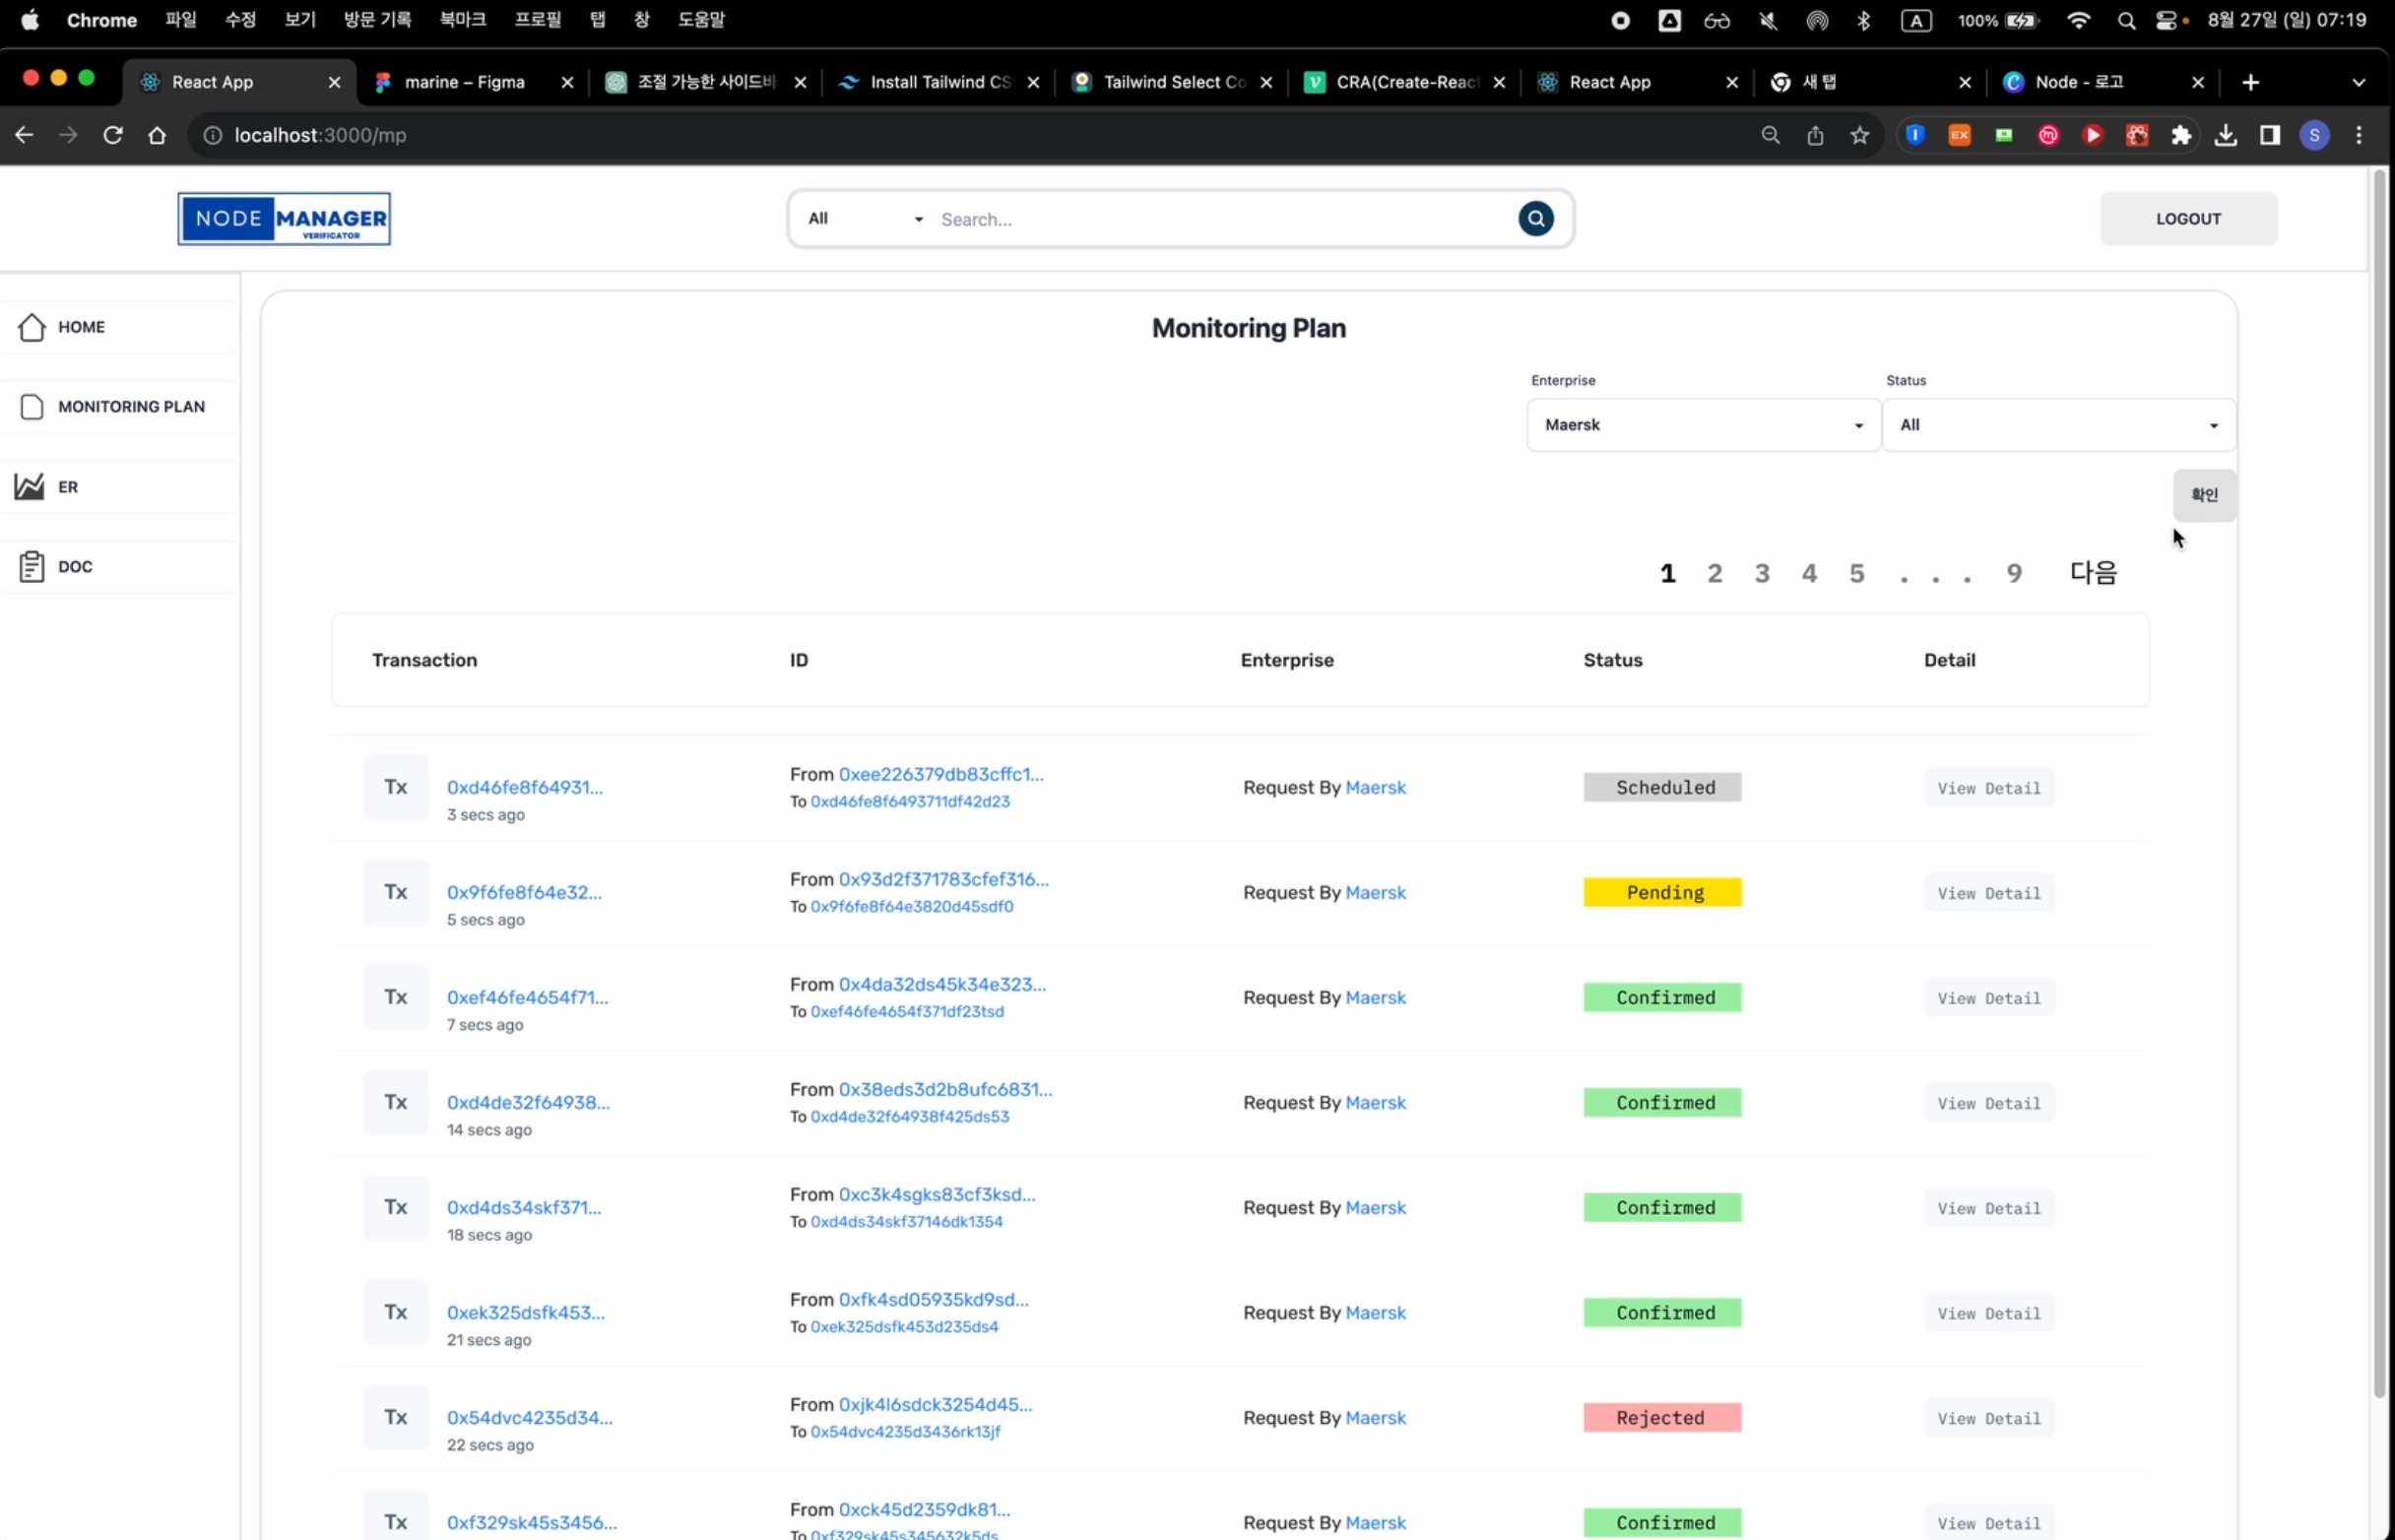 Chrome 파일 수정 보기 방문 기록 북마크 프로필 탭 창 도움말 A 100% 8월 27일 (일) 07:19
React App marine – Figma 조절 가능한 사이드바 Install Tailwind CS Tailwind Select Co CRA(Create-React React App 새 탭 Node - 로고
localhost:3000/mp EX S
NODE MANAGER
VERIFICATOR
All Search... LOGOUT
HOME
MONITORING PLAN
ER
DOC
Monitoring Plan
Enterprise Status
Maersk All
확인
1 2 3 4 5 . . . 9 다음
Transaction ID Enterprise Status Detail
Tx 0xd46fe8f64931... From 0xee226379db83cffc1... Request By Maersk Scheduled View Detail
3 secs ago To 0xd46fe8f6493711df42d23
Tx 0x9f6fe8f64e32... From 0x93d2f371783cfef316... Request By Maersk Pending View Detail
5 secs ago To 0x9f6fe8f64e3820d45sdf0
Tx 0xef46fe4654f71... From 0x4da32ds45k34e323... Request By Maersk Confirmed View Detail
7 secs ago To 0xef46fe4654f371df23tsd
Tx 0xd4de32f64938... From 0x38eds3d2b8ufc6831... Request By Maersk Confirmed View Detail
14 secs ago To 0xd4de32f64938f425ds53
Tx 0xd4ds34skf371... From 0xc3k4sgks83cf3ksd... Request By Maersk Confirmed View Detail
18 secs ago To 0xd4ds34skf37146dk1354
Tx 0xek325dsfk453... From 0xfk4sd05935kd9sd... Request By Maersk Confirmed View Detail
21 secs ago To 0xek325dsfk453d235ds4
Tx 0x54dvc4235d34... From 0xjk4l6sdck3254d45... Request By Maersk Rejected View Detail
22 secs ago To 0x54dvc4235d3436rk13jf
Tx 0xf329sk45s3456... From 0xck45d2359dk81... Request By Maersk Confirmed View Detail
To 0xf329sk45s345632k5ds